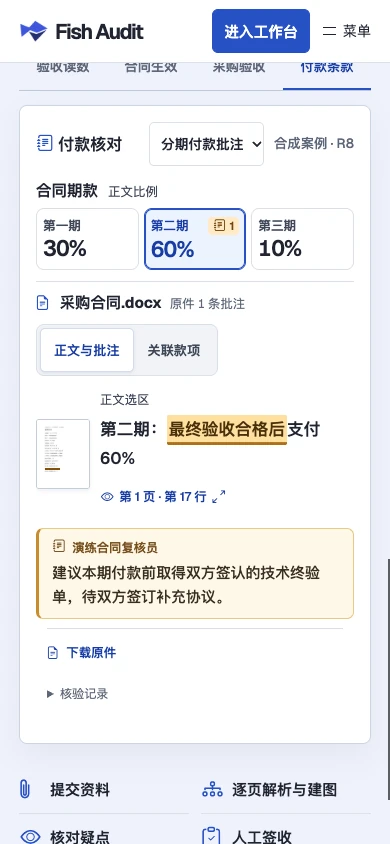 Fish Audit
进入工作台
菜单
验收读数 合同生效 采购验收 付款条款
付款核对
分期付款批注
合成案例 · R8
合同期款 正文比例
第一期
30%
第二期
1
60%
第三期
10%
采购合同.docx 原件 1 条批注
正文与批注 关联款项
正文选区
第二期：最终验收合格后支付
60%
第 1 页 · 第 17 行
演练合同复核员
建议本期付款前取得双方签认的技术终验
单，待双方签订补充协议。
下载原件
核验记录
提交资料 逐页解析与建图
核对疑点 人工签收